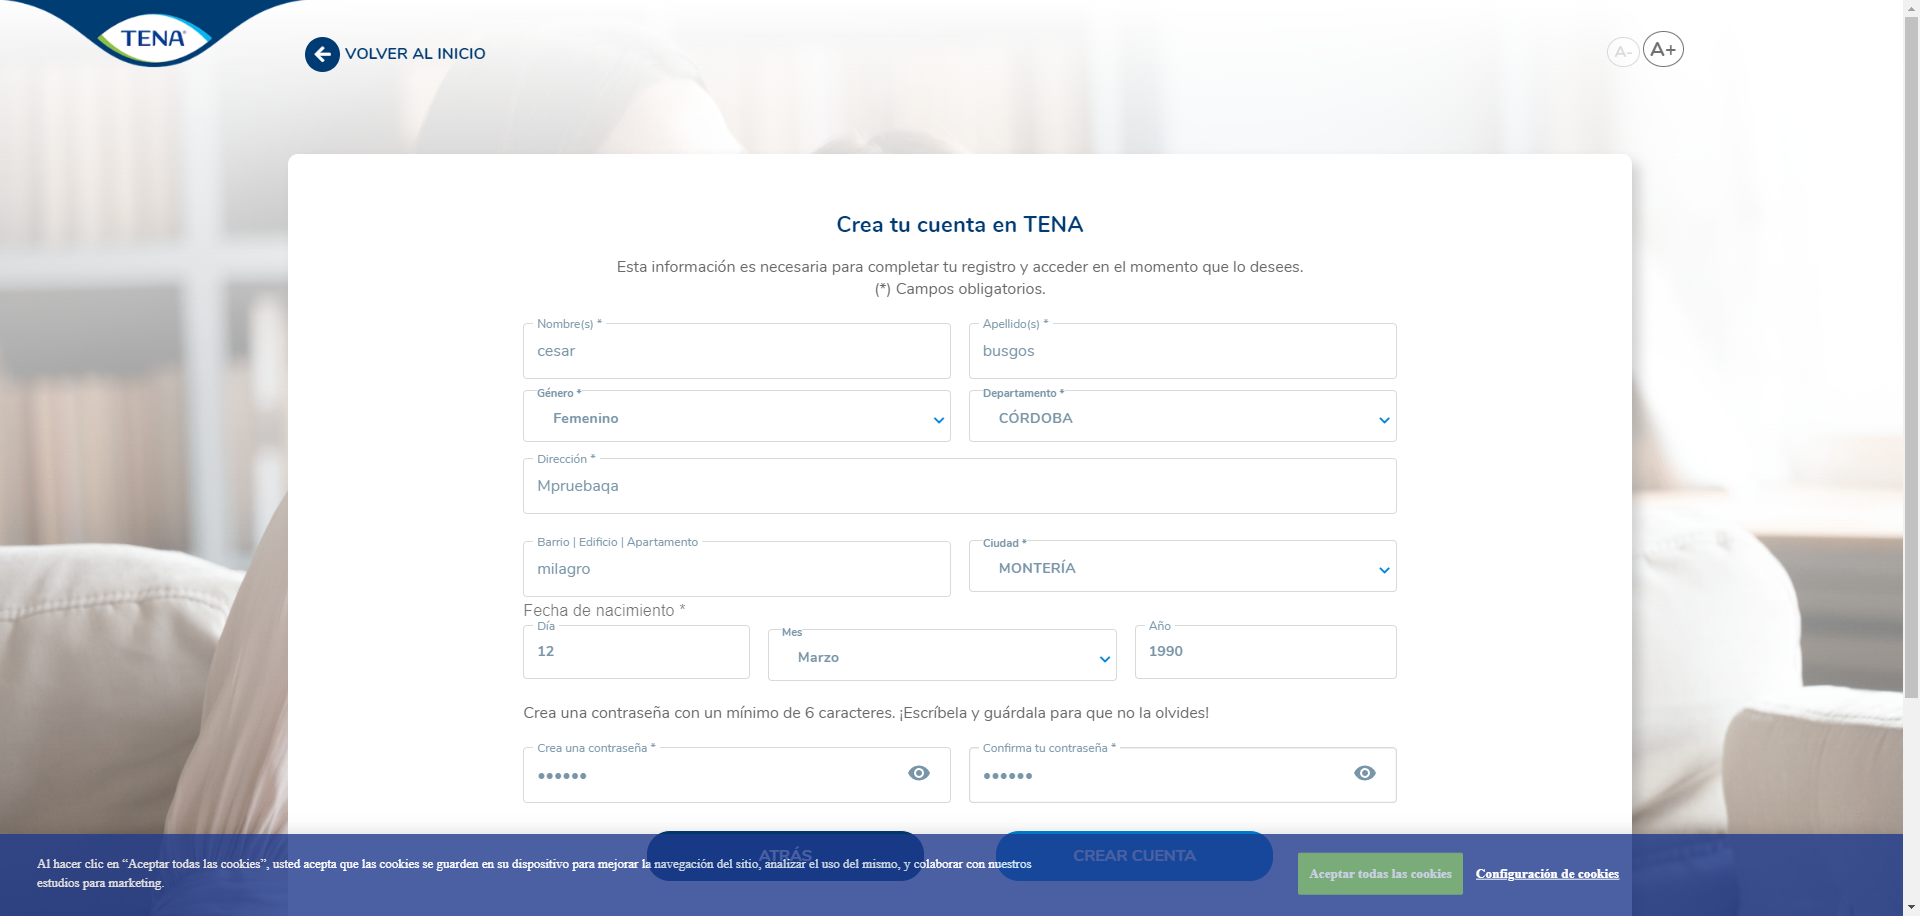 TENA
VOLVER AL INICIO
A-
A+
Crea tu cuenta en TENA
Esta información es necesaria para completar tu registro y acceder en el momento que lo desees.
(*) Campos obligatorios.
Nombre(s) *
cesar
Apellido(s) *
busgos
Género *
Femenino
Departamento *
CÓRDOBA
Dirección *
Mpruebaqa
Barrio | Edificio | Apartamento
milagro
Ciudad *
MONTERÍA
Fecha de nacimiento *
Día
12
Mes
Marzo
Año
1990
Crea una contraseña con un mínimo de 6 caracteres. ¡Escríbela y guárdala para que no la olvides!
Crea una contraseña *
••••••
Confirma tu contraseña *
••••••
ATRÁS
CREAR CUENTA
Al hacer clic en “Aceptar todas las cookies”, usted acepta que las cookies se guarden en su dispositivo para mejorar la navegación del sitio, analizar el uso del mismo, y colaborar con nuestros
estudios para marketing.
Aceptar todas las cookies
Configuración de cookies